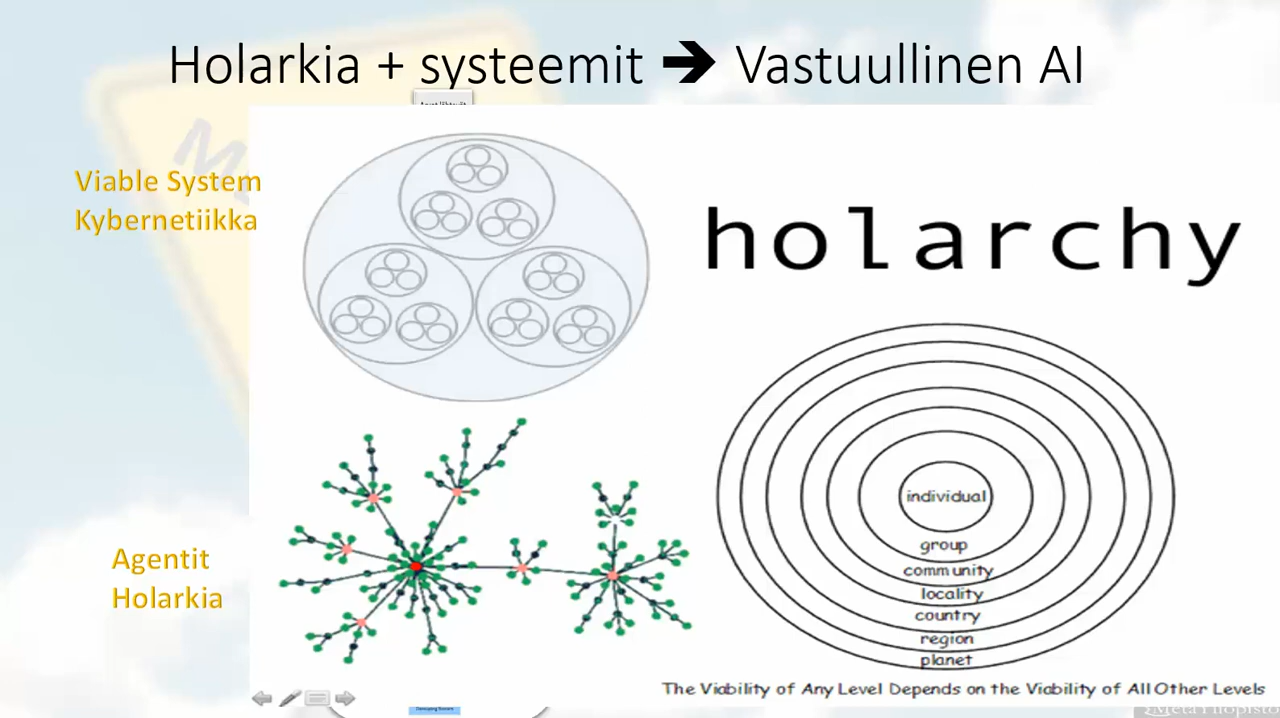 Holarkia + systeemit ➔ Vastuullinen AI
Viable System
Kybernetiikka
holarchy
individual
group
community
locality
country
region
planet
Agentit
Holarkia
The Viability of Any Level Depends on the Viability of All Other Levels